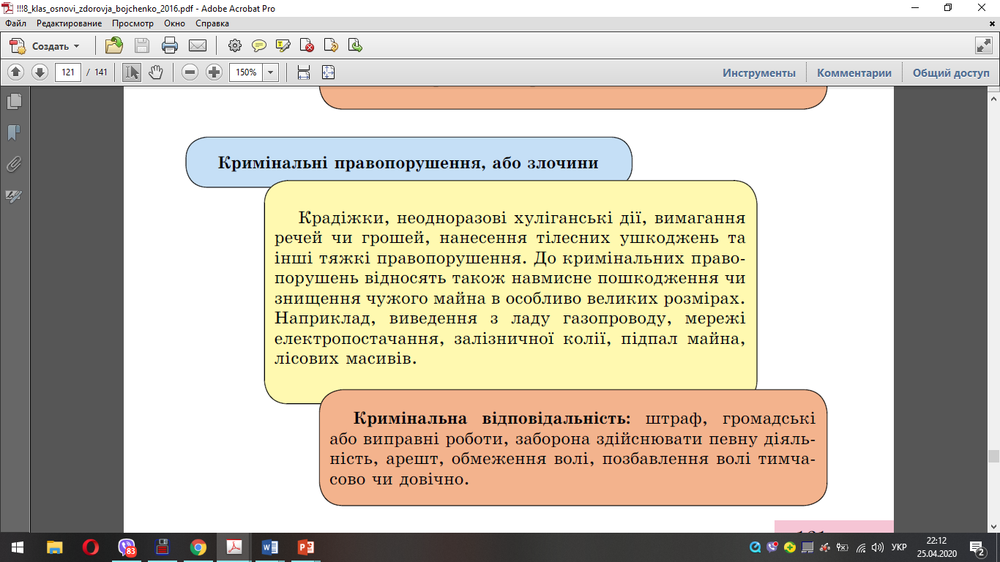 !!!8_klas_osnovi_zdorovja_bojchenko_2016.pdf - Adobe Acrobat Pro
Файл Редактирование Просмотр Окно Справка
Создать
121 / 141 150% Инструменты Комментарии Общий доступ
Кримінальні правопорушення, або злочини
Крадіжки, неодноразові хуліганські дії, вимагання
речей чи грошей, нанесення тілесних ушкоджень та
інші тяжкі правопорушення. До кримінальних право-
порушень відносять також навмисне пошкодження чи
знищення чужого майна в особливо великих розмірах.
Наприклад, виведення з ладу газопроводу, мережі
електропостачання, залізничної колії, підпал майна,
лісових масивів.
Кримінальна відповідальність: штраф, громадські
або виправні роботи, заборона здійснювати певну діяль-
ність, арешт, обмеження волі, позбавлення волі тимча-
сово чи довічно.
83
УКР
22:12
25.04.2020
2